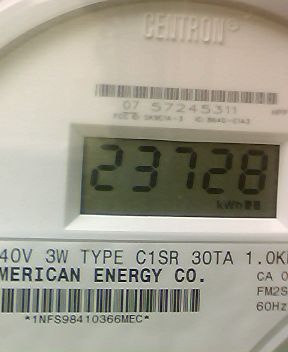 CENTRON
07 57245311
23728
kWh
40V 3W TYPE C1SR 30TA 1.0K
MERICAN ENERGY CO.
CA 0
FM2S
60Hz
*1NFS98410366MEC*